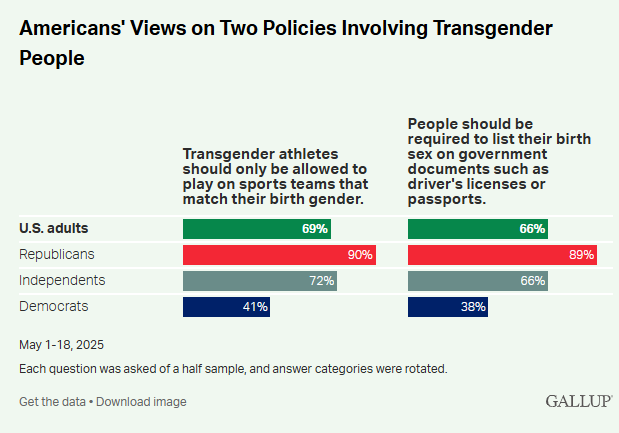 Americans' Views on Two Policies Involving Transgender
People
People should be
required to list their birth
sex on government
documents such as
driver's licenses or
passports.
Transgender athletes
should only be allowed to
play on sports teams that
match their birth gender.
U.S. adults 69% 66%
Republicans 90% 89%
Independents 72% 66%
Democrats 41% 38%
May 1-18, 2025
Each question was asked of a half sample, and answer categories were rotated.
Get the data • Download image
GALLUP®